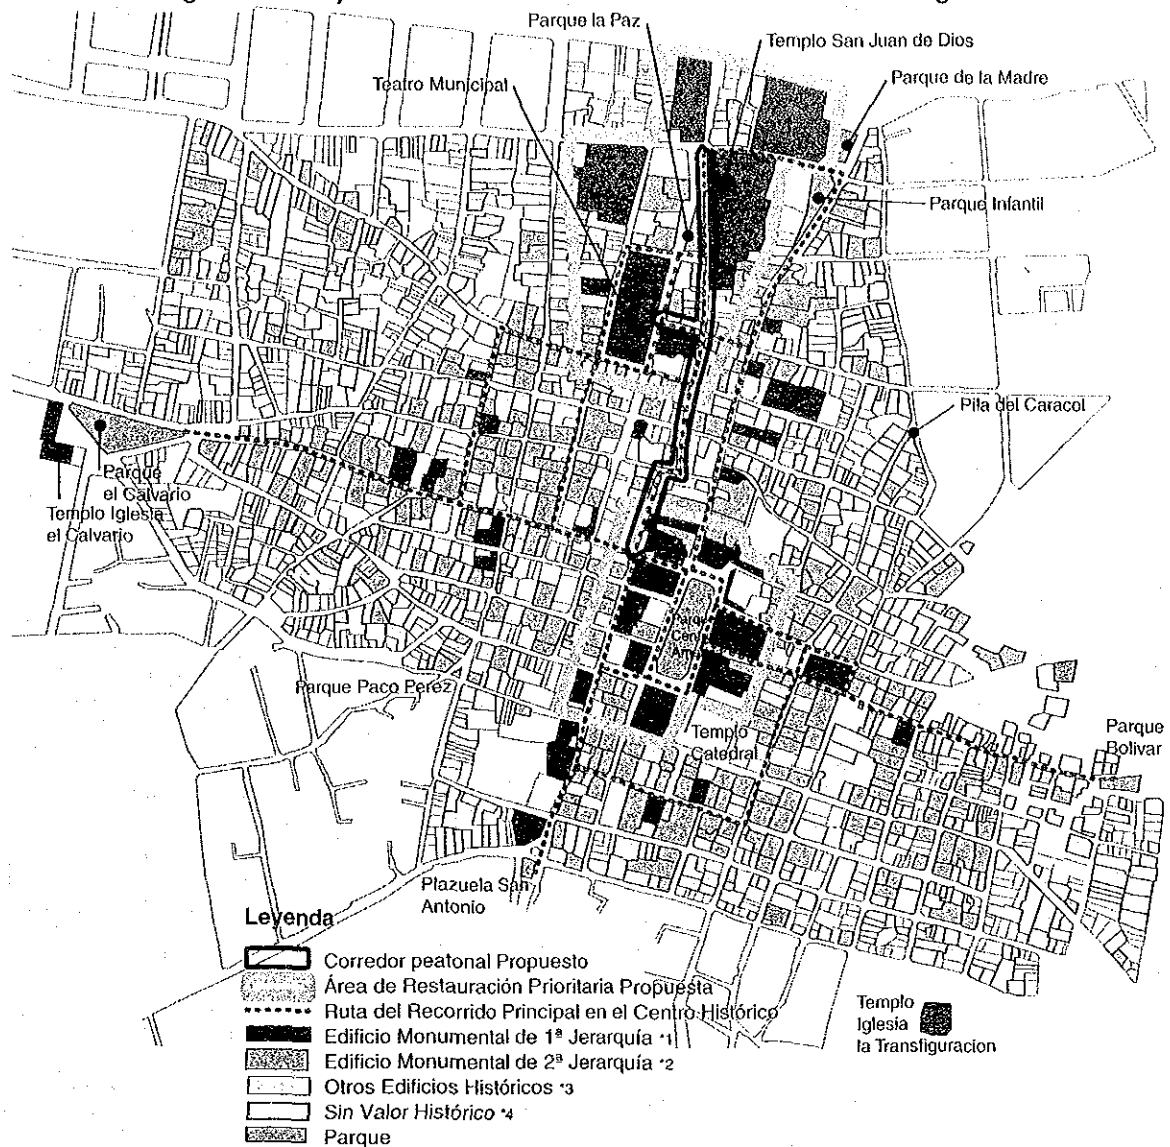 Parque la Paz
Templo San Juan de Dios
Teatro Municipal
Parque de la Madre
Parque Infantil
Pila del Caracol
Parque
el Calvario
Templo Iglesia
el Calvario
Parque Paco Perez
Templo
Catedral
Parque
Bolivar
Plazuela San
Antonio
Leyenda
Corredor peatonal Propuesto
Área de Restauración Prioritaria Propuesta
Ruta del Recorrido Principal en el Centro Histórico
Edificio Monumental de 1ª Jerarquía *1
Edificio Monumental de 2ª Jerarquía *2
Otros Edificios Históricos *3
Sin Valor Histórico *4
Parque
Templo
Iglesia
la Transfiguracion